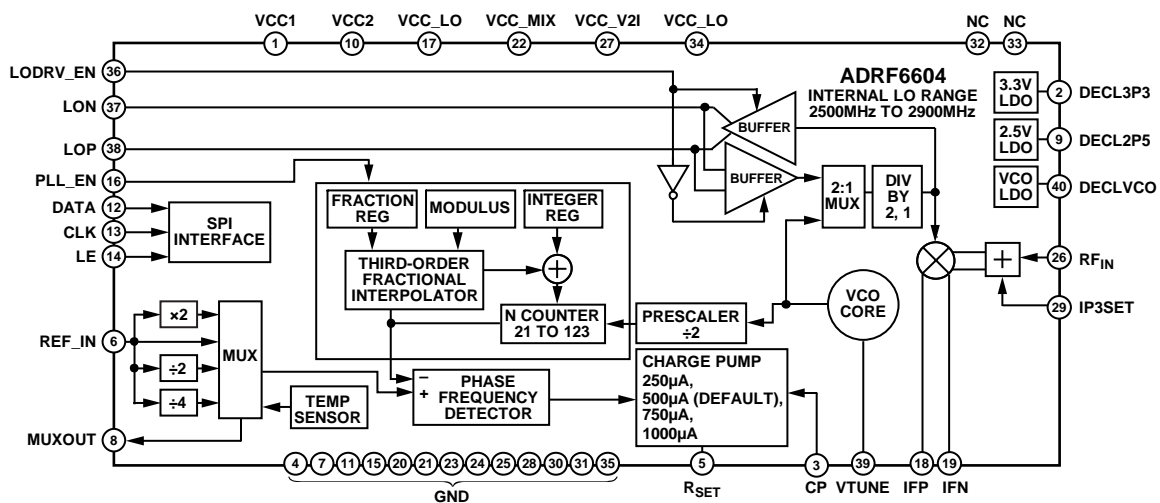 VCC1 VCC2 VCC_LO VCC_MIX VCC_V2I VCC_LO NC NC
1 10 17 22 27 34 32 33
LODRV_EN 36
LON 37
LOP 38
PLL_EN 16
DATA 12
CLK 13
LE 14
SPI
INTERFACE
REF_IN 6
×2
÷2
÷4
MUX
TEMP
SENSOR
MUXOUT 8
FRACTION
REG
MODULUS
INTEGER
REG
THIRD-ORDER
FRACTIONAL
INTERPOLATOR
+
N COUNTER
21 TO 123
−
+
PHASE
FREQUENCY
DETECTOR
PRESCALER
÷2
CHARGE PUMP
250µA,
500µA (DEFAULT),
750µA,
1000µA
VCO
CORE
BUFFER
BUFFER
2:1
MUX
DIV
BY
2, 1
ADRF6604
INTERNAL LO RANGE
2500MHz TO 2900MHz
3.3V
LDO
2 DECL3P3
2.5V
LDO
9 DECL2P5
VCO
LDO
40 DECLVCO
+
26 RFIN
29 IP3SET
4 7 11 15 20 21 23 24 25 28 30 31 35
GND
5 3 39 18 19
RSET CP VTUNE IFP IFN